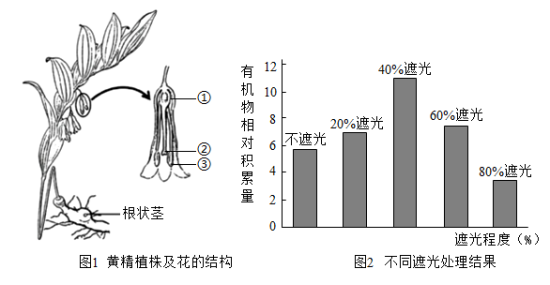 ①
②
③
根状茎
图1 黄精植株及花的结构
有机物相对积累量
12
10
8
6
4
2
0
不遮光
20%遮光
40%遮光
60%遮光
80%遮光
遮光程度（%）
图2 不同遮光处理结果